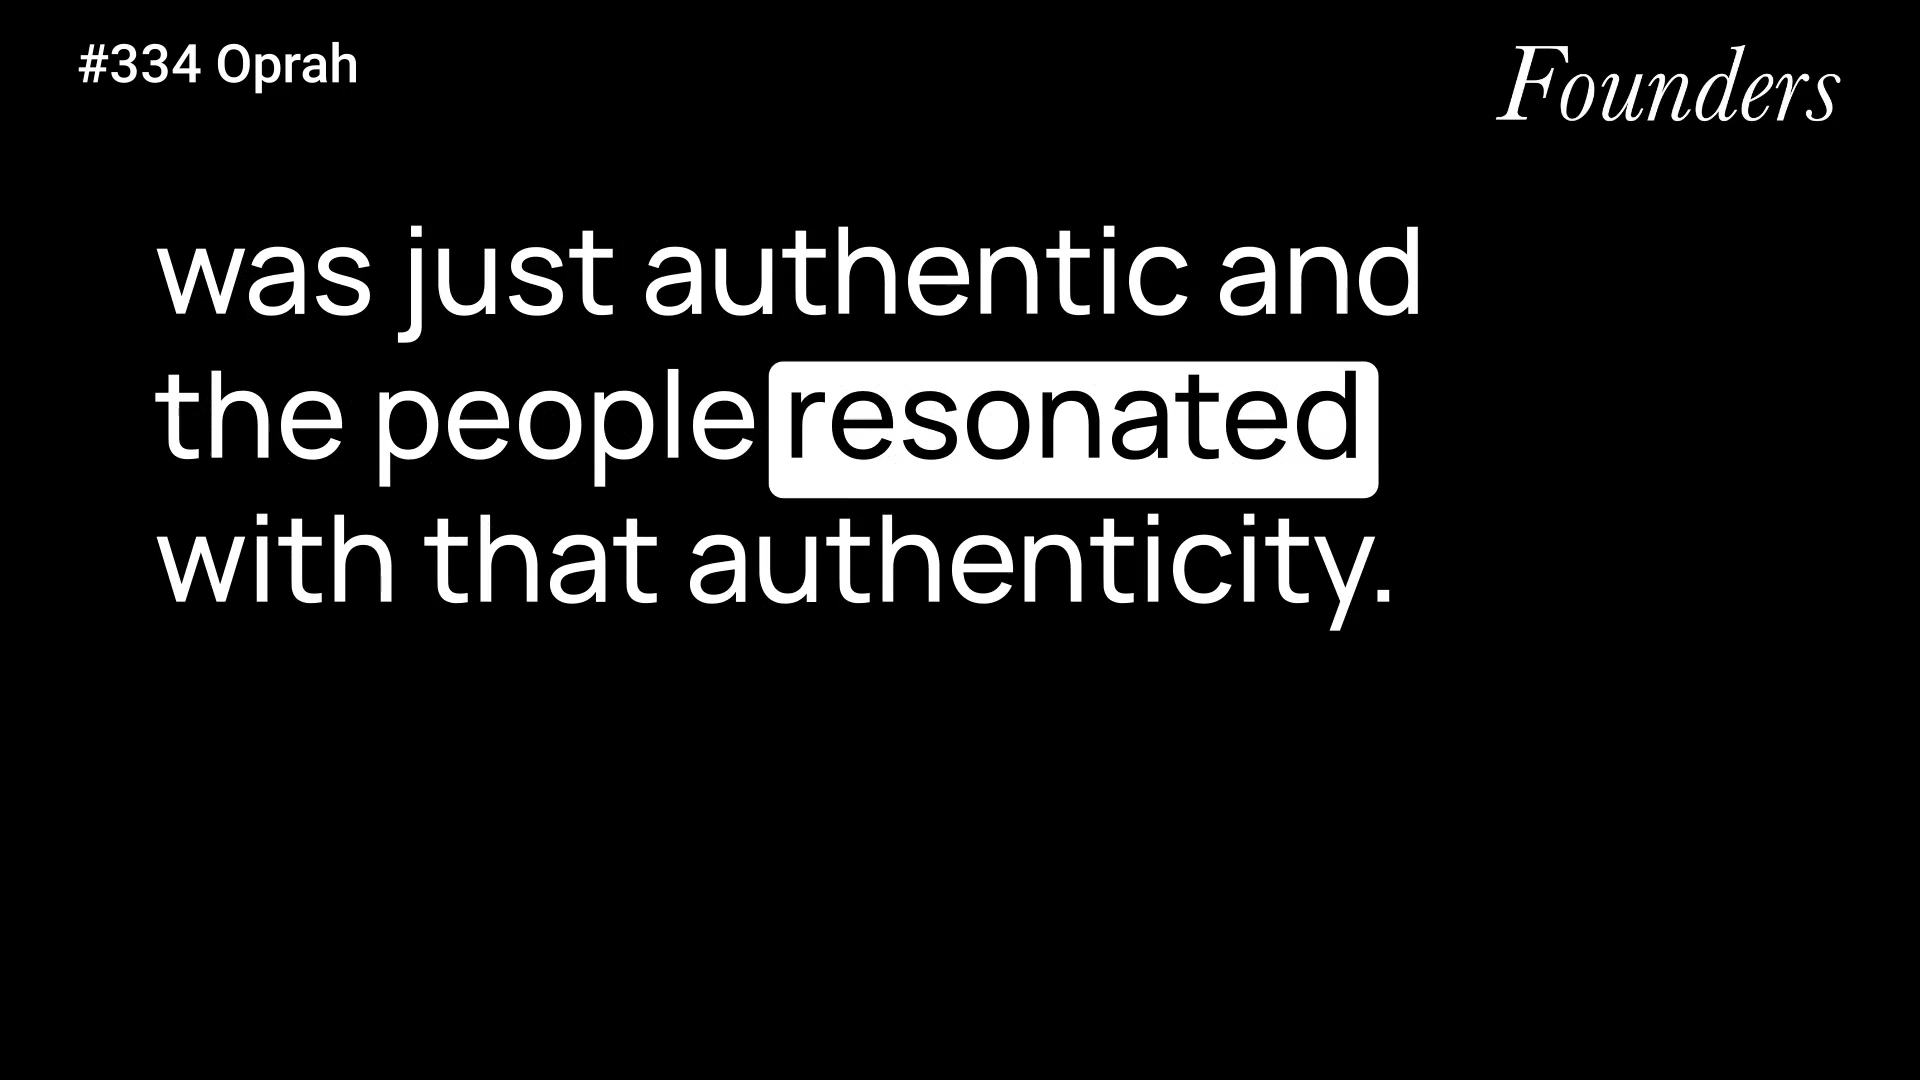 #334 Oprah
Founders
was just authentic and
the people resonated
with that authenticity.